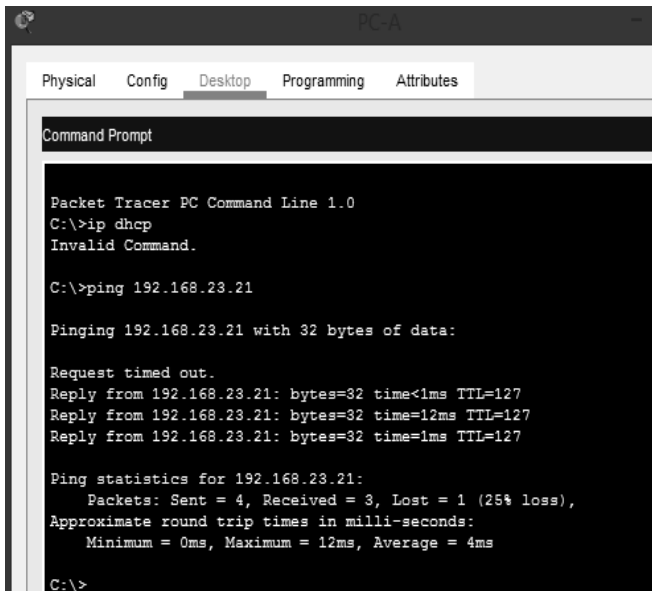 PC-A
Physical Config Desktop Programming Attributes
Command Prompt
Packet Tracer PC Command Line 1.0
C:\>ip dhcp
Invalid Command.
C:\>ping 192.168.23.21
Pinging 192.168.23.21 with 32 bytes of data:
Request timed out.
Reply from 192.168.23.21: bytes=32 time<1ms TTL=127
Reply from 192.168.23.21: bytes=32 time=12ms TTL=127
Reply from 192.168.23.21: bytes=32 time=1ms TTL=127
Ping statistics for 192.168.23.21:
Packets: Sent = 4, Received = 3, Lost = 1 (25% loss),
Approximate round trip times in milli-seconds:
Minimum = 0ms, Maximum = 12ms, Average = 4ms
C:\>